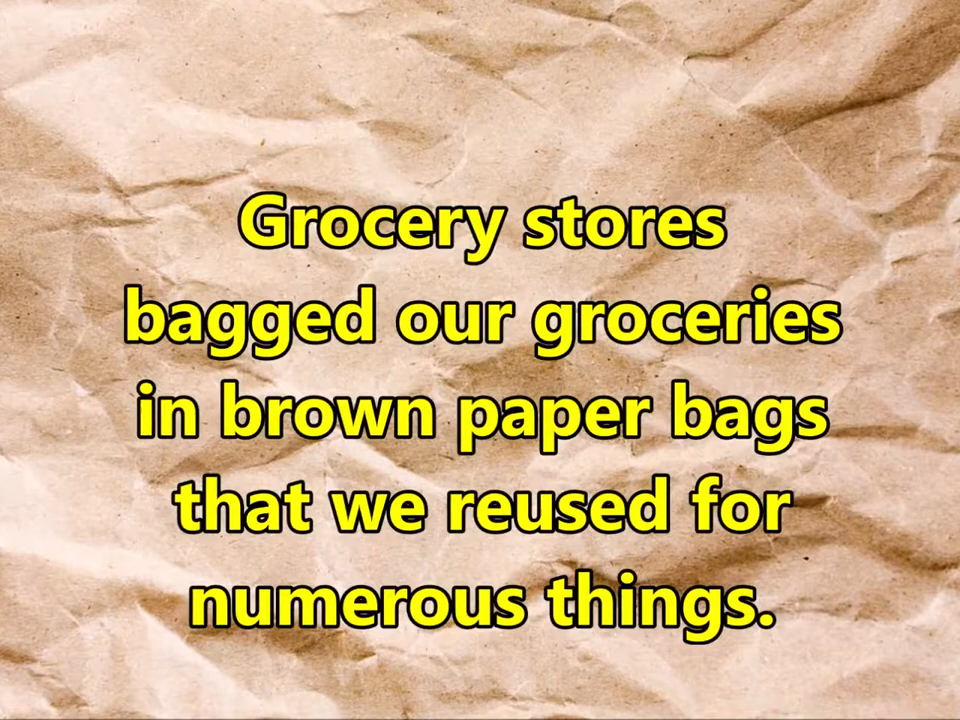 Grocery stores
bagged our groceries
in brown paper bags
that we reused for
numerous things.